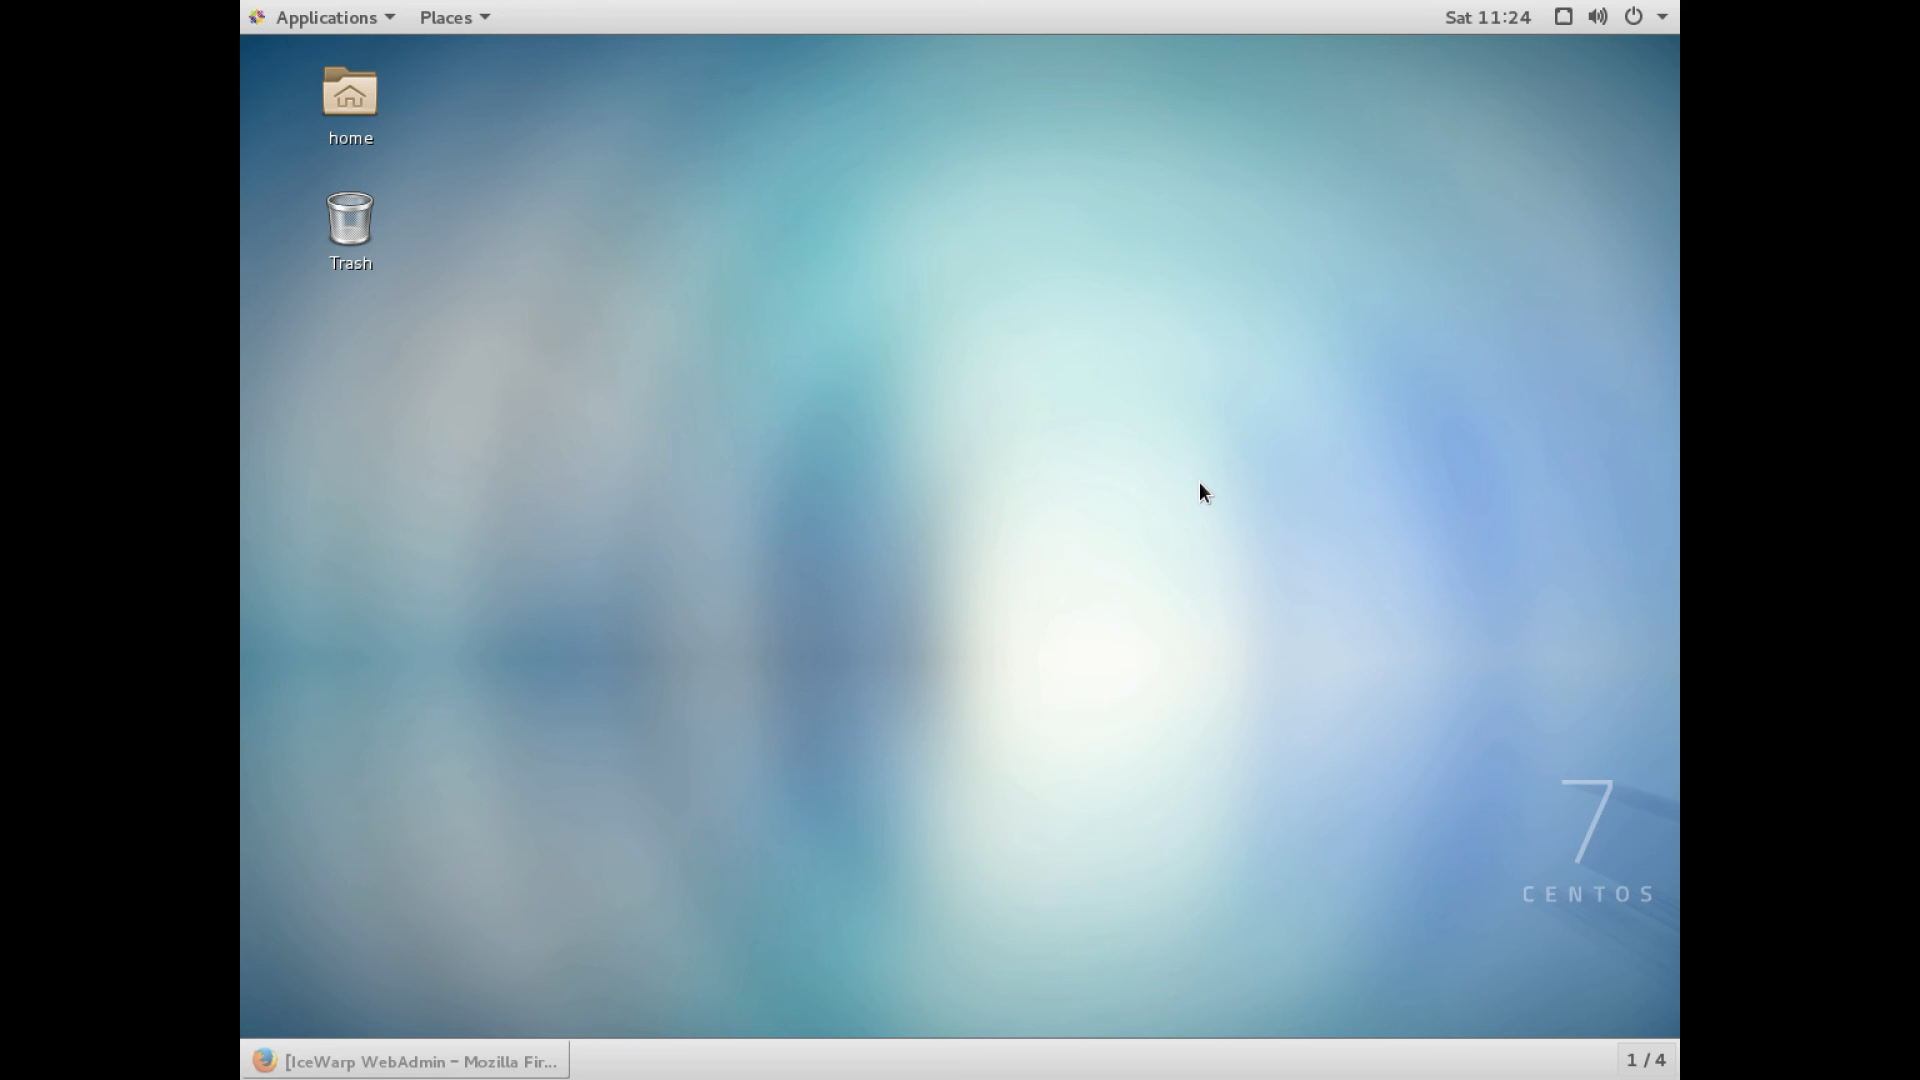 Applications Places Sat 11:24
home
Trash
7
CENTOS
[IceWarp WebAdmin - Mozilla Fir... 1 / 4